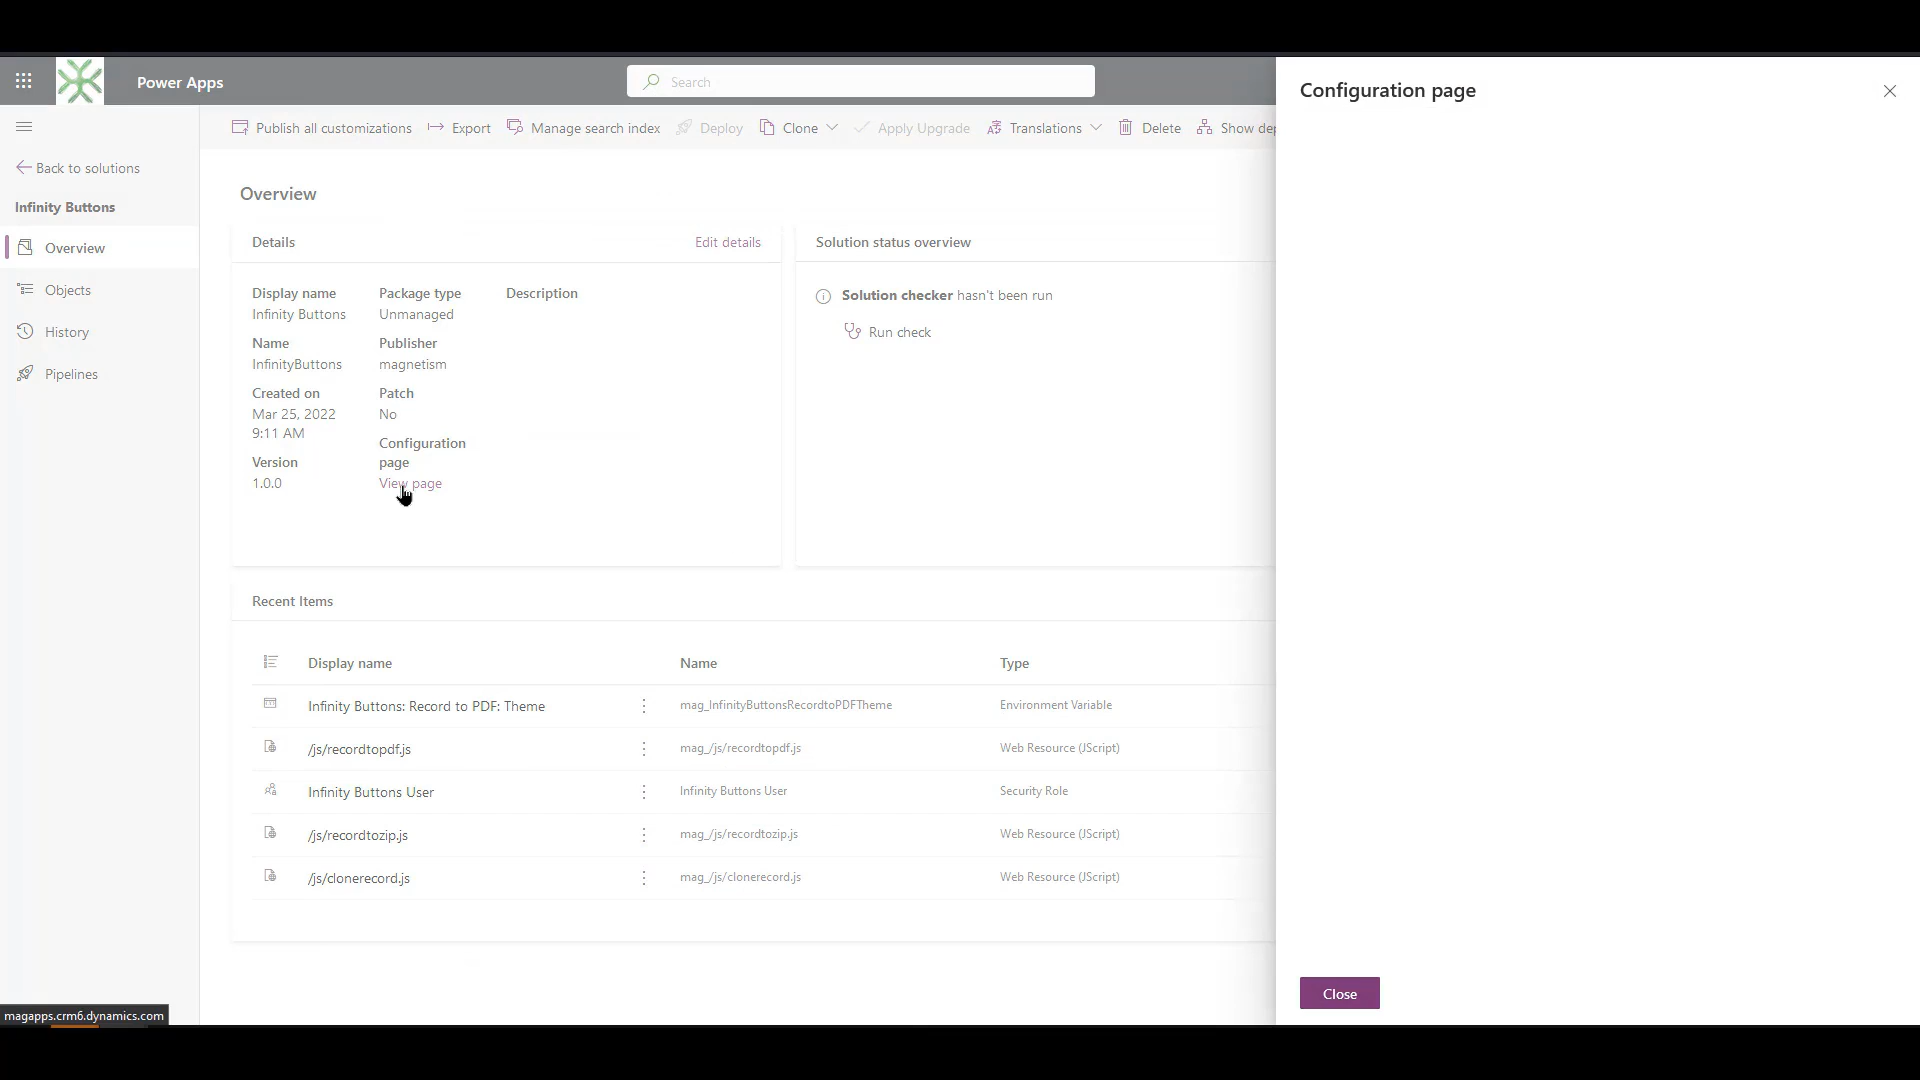 Power Apps
Search
Configuration page
Publish all customizations
Export
Manage search index
Deploy
Clone
Apply Upgrade
Translations
Delete
Show dep
Back to solutions
Infinity Buttons
Overview
Objects
History
Pipelines
Overview
Details
Edit details
Display name
Infinity Buttons
Name
InfinityButtons
Created on
Mar 25, 2022
9:11 AM
Version
1.0.0
Package type
Unmanaged
Publisher
magnetism
Patch
No
Configuration
page
View page
Description
Solution status overview
Solution checker hasn't been run
Run check
Recent Items
Display name Name Type
Infinity Buttons: Record to PDF: Theme mag_InfinityButtonsRecordtoPDFTheme Environment Variable
/js/recordtopdf.js mag_/js/recordtopdf.js Web Resource (JScript)
Infinity Buttons User Infinity Buttons User Security Role
/js/recordtozip.js mag_/js/recordtozip.js Web Resource (JScript)
/js/clonerecord.js mag_/js/clonerecord.js Web Resource (JScript)
Close
magapps.crm6.dynamics.com